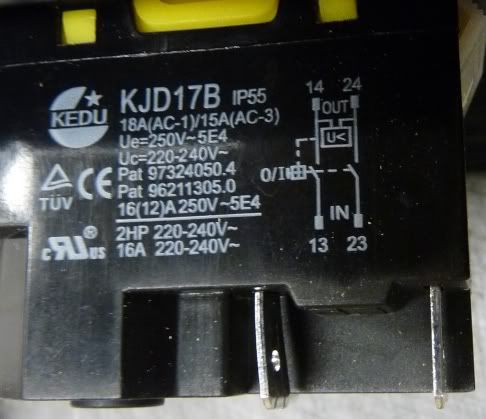 KEDU
KJD17B IP55
18A(AC-1)/15A(AC-3)
Ue=250V~5E4
Uc=220-240V~
Pat 97324050.4
Pat 96211305.0
16(12)A 250V~5E4
2HP 220-240V~
16A 220-240V~
TÜV
CE
c RU® US
14 24
OUT
U<
O/I
IN
13 23